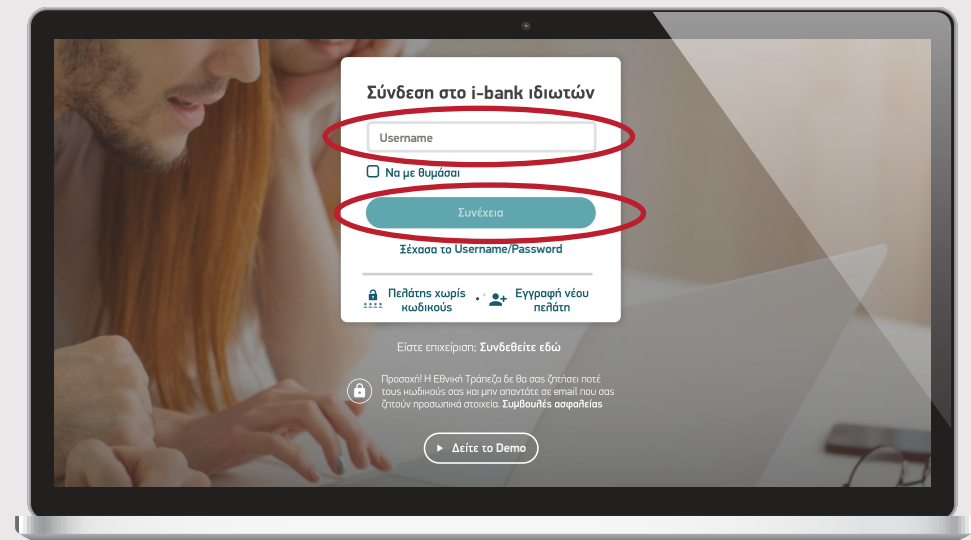 Σύνδεση στο i-bank ιδιωτών
Username
Να με θυμάσαι
Συνέχεια
Ξέχασα το Username/Password
Πελάτης χωρίς
κωδικούς
Εγγραφή νέου
πελάτη
Είστε επιχείριση; Συνδεθείτε εδώ
Προσοχή! Η Εθνική Τράπεζα δε θα σας ζητήσει ποτέ
τους κωδικούς σας και μην απαντάτε σε email που σας
ζητούν προσωπικά στοιχεία. Συμβουλές ασφαλείας
Δείτε το Demo